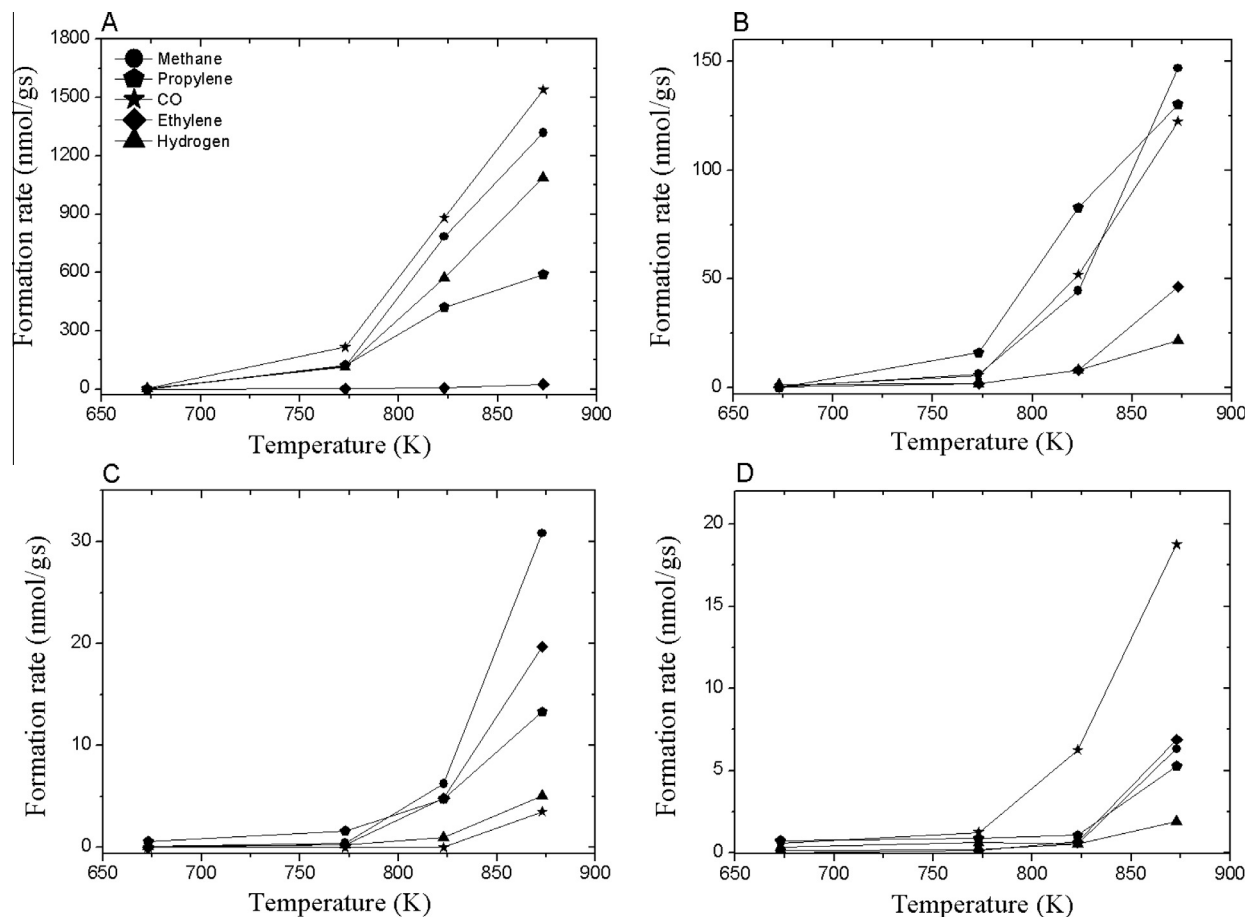 A
1800
1500
1200
900
600
300
0
Formation rate (nmol/gs)
Methane
Propylene
CO
Ethylene
Hydrogen
650 700 750 800 850 900
Temperature (K)
B
150
100
50
0
Formation rate (nmol/gs)
650 700 750 800 850 900
Temperature (K)
C
30
20
10
0
Formation rate (nmol/gs)
650 700 750 800 850 900
Temperature (K)
D
20
15
10
5
0
Formation rate (nmol/gs)
650 700 750 800 850 900
Temperature (K)